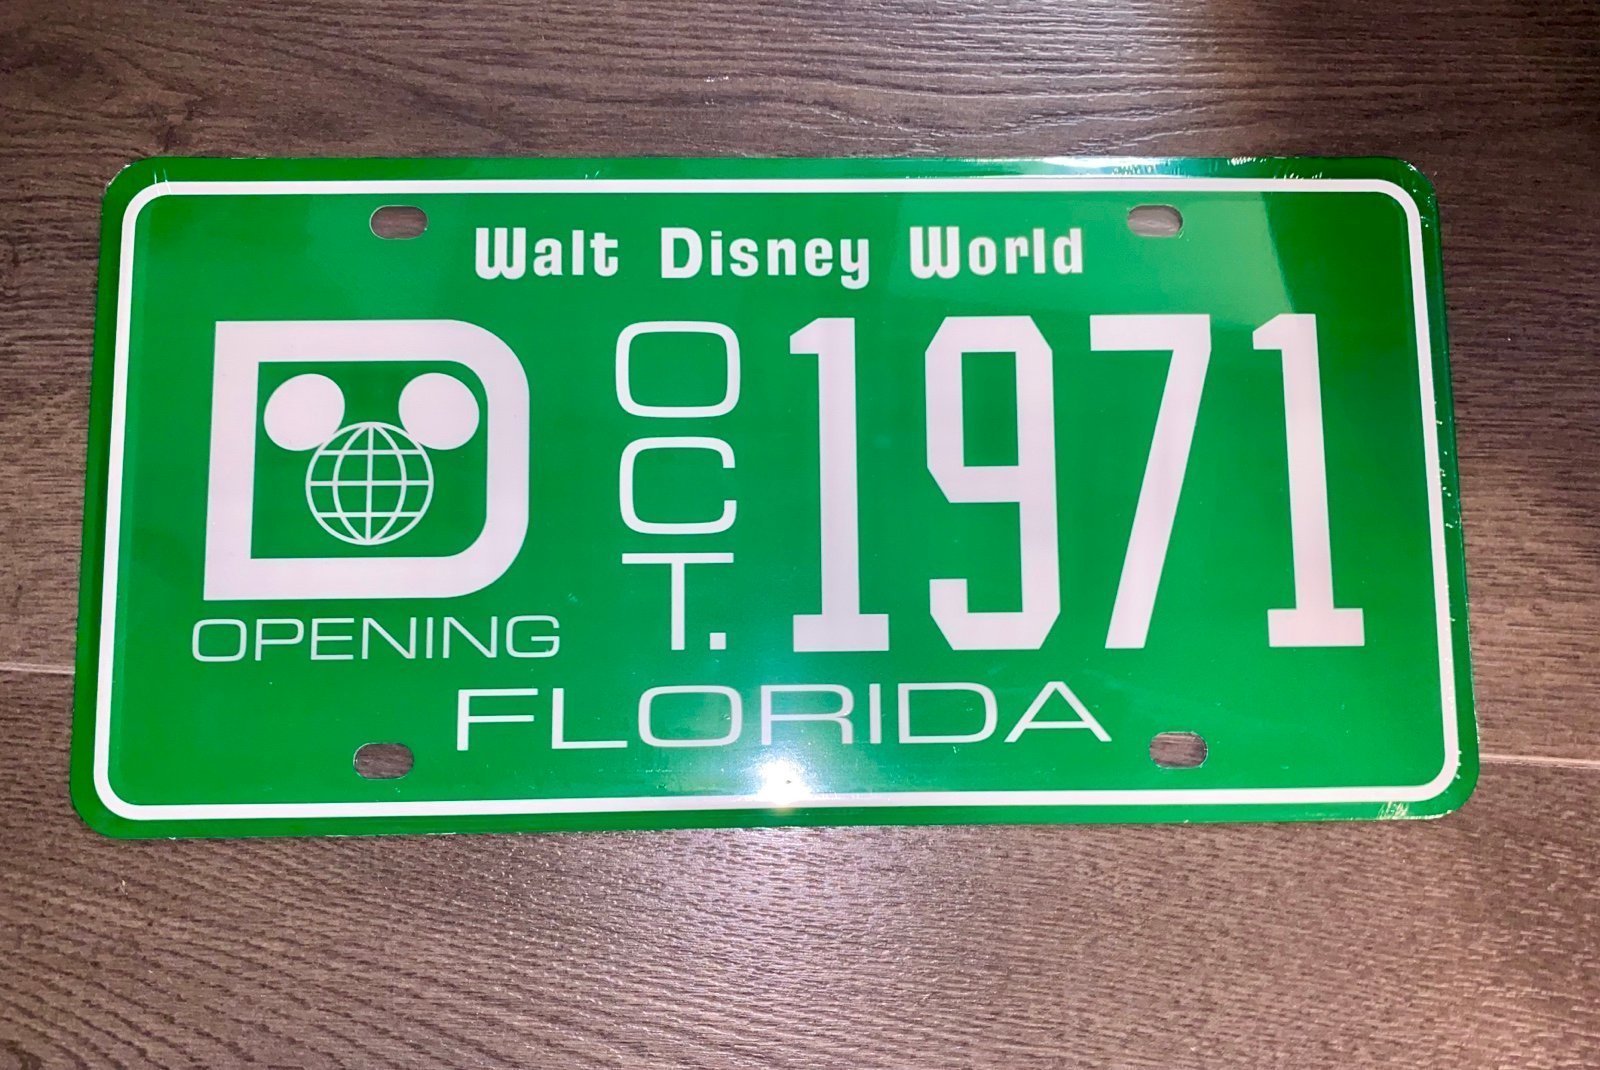 Walt Disney World
D
OPENING
OCT. 1971
FLORIDA